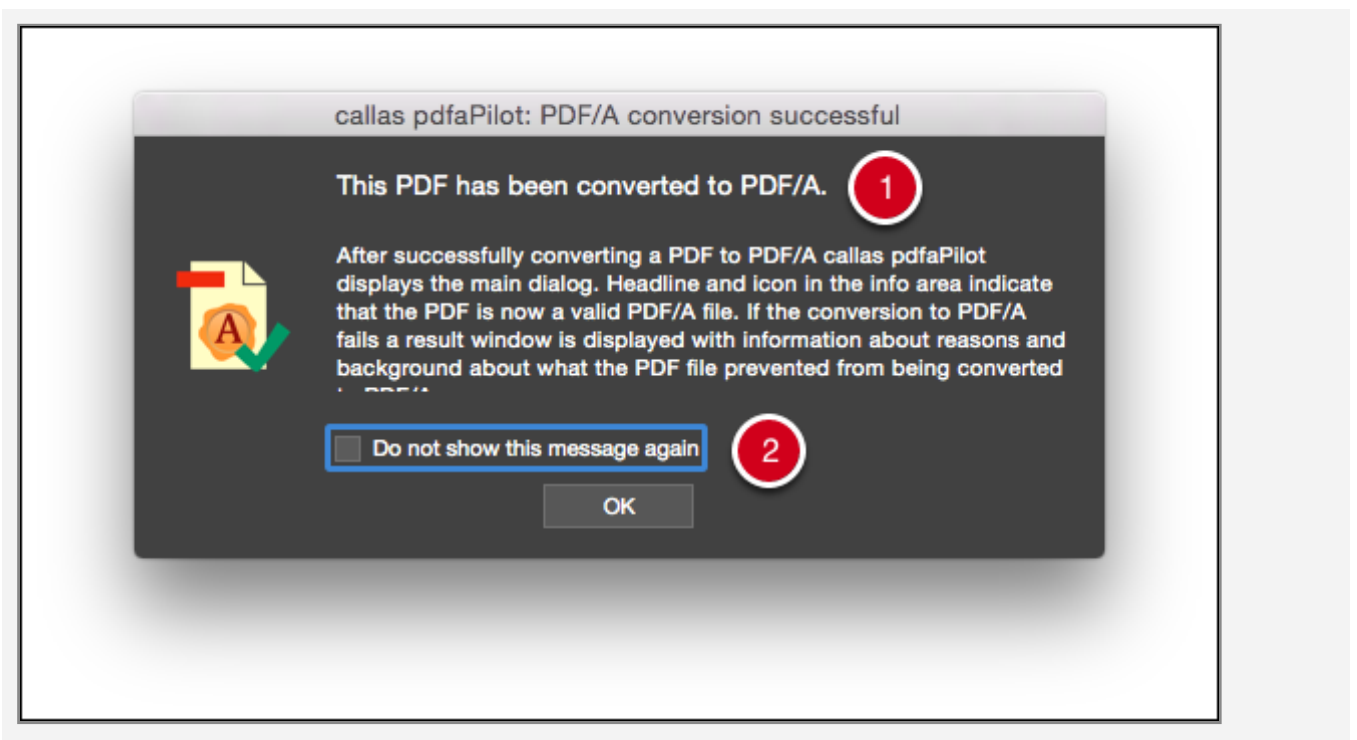 callas pdfaPilot: PDF/A conversion successful
This PDF has been converted to PDF/A.
1
After successfully converting a PDF to PDF/A callas pdfaPilot
displays the main dialog. Headline and icon in the info area indicate
that the PDF is now a valid PDF/A file. If the conversion to PDF/A
fails a result window is displayed with information about reasons and
background about what the PDF file prevented from being converted
A
Do not show this message again
2
OK